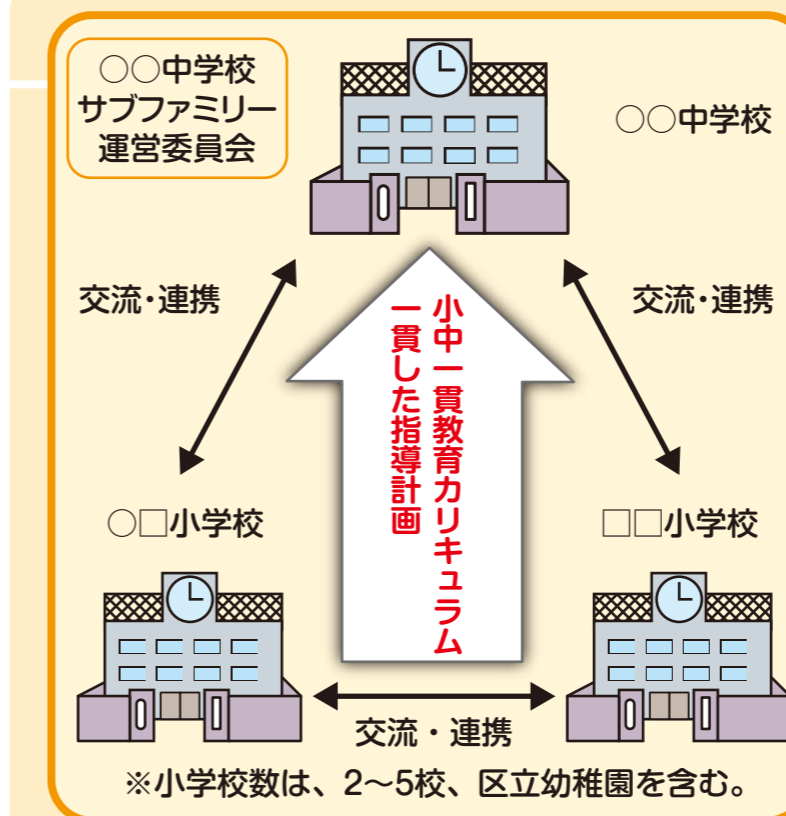 ○○中学校
サブファミリー
運営委員会
○○中学校
交流・連携
交流・連携
小中一貫教育カリキュラム
一貫した指導計画
○□小学校
□□小学校
交流・連携
※小学校数は、2〜5校、区立幼稚園を含む。